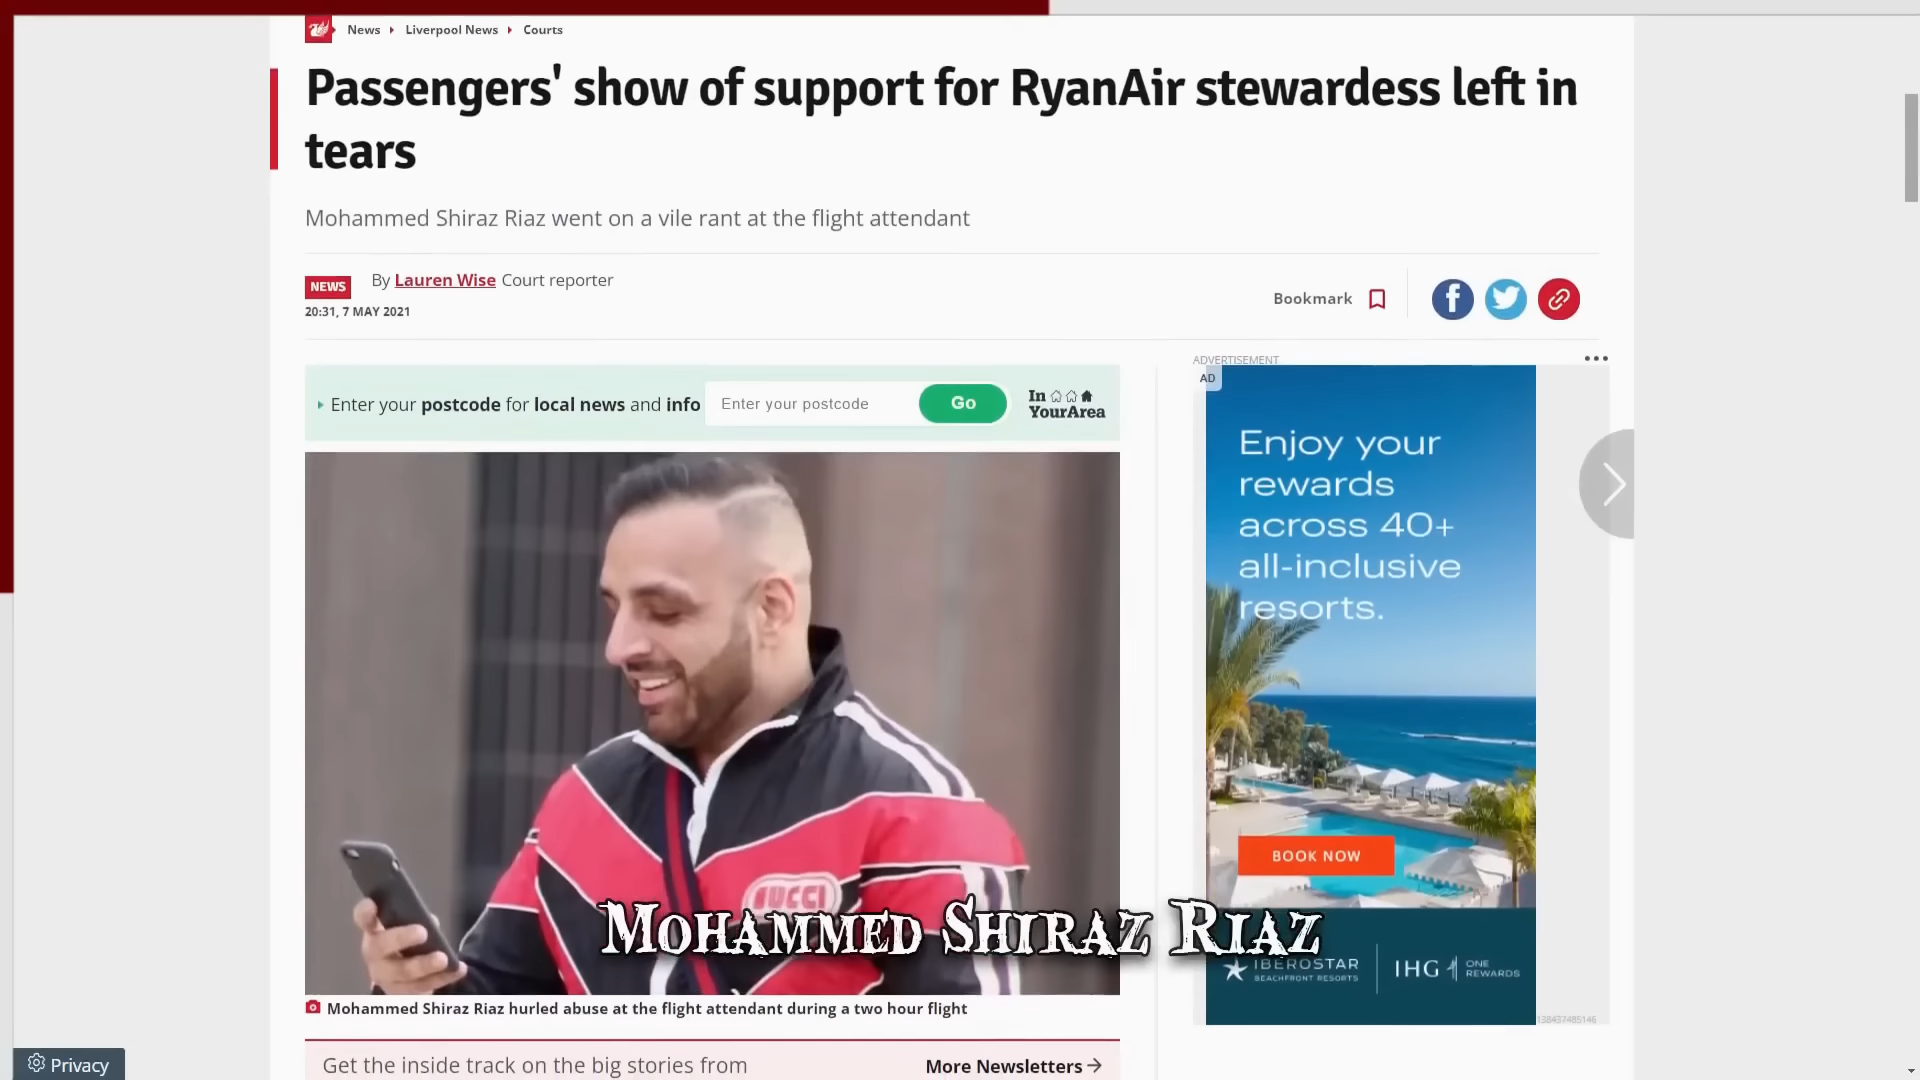 News Liverpool News Courts
Passengers' show of support for RyanAir stewardess left in
tears
Mohammed Shiraz Riaz went on a vile rant at the flight attendant
NEWS
By Lauren Wise Court reporter
20:31, 7 MAY 2021
Bookmark
Enter your postcode for local news and info
Enter your postcode
Go
In
YourArea
ADVERTISEMENT
AD
Enjoy your
rewards
across 40+
all-inclusive
resorts.
BOOK NOW
IBEROSTAR
BEACHFRONT RESORTS
IHG ONE
REWARDS
138437485146
GUCCI
Mohammed Shiraz Riaz
Mohammed Shiraz Riaz hurled abuse at the flight attendant during a two hour flight
Get the inside track on the big stories from
More Newsletters
Privacy